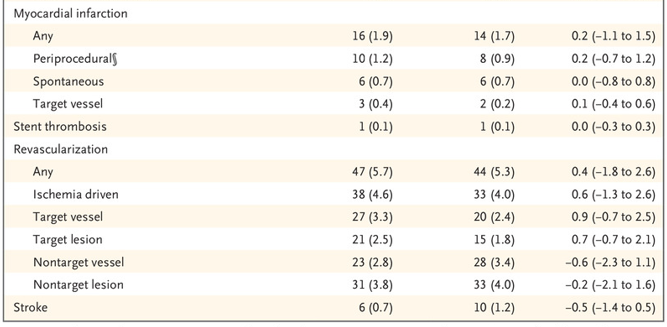 Myocardial infarction
Any 16 (1.9) 14 (1.7) 0.2 (–1.1 to 1.5)
Periprocedural§ 10 (1.2) 8 (0.9) 0.2 (–0.7 to 1.2)
Spontaneous 6 (0.7) 6 (0.7) 0.0 (–0.8 to 0.8)
Target vessel 3 (0.4) 2 (0.2) 0.1 (–0.4 to 0.6)
Stent thrombosis 1 (0.1) 1 (0.1) 0.0 (–0.3 to 0.3)
Revascularization
Any 47 (5.7) 44 (5.3) 0.4 (–1.8 to 2.6)
Ischemia driven 38 (4.6) 33 (4.0) 0.6 (–1.3 to 2.6)
Target vessel 27 (3.3) 20 (2.4) 0.9 (–0.7 to 2.5)
Target lesion 21 (2.5) 15 (1.8) 0.7 (–0.7 to 2.1)
Nontarget vessel 23 (2.8) 28 (3.4) –0.6 (–2.3 to 1.1)
Nontarget lesion 31 (3.8) 33 (4.0) –0.2 (–2.1 to 1.6)
Stroke 6 (0.7) 10 (1.2) –0.5 (–1.4 to 0.5)